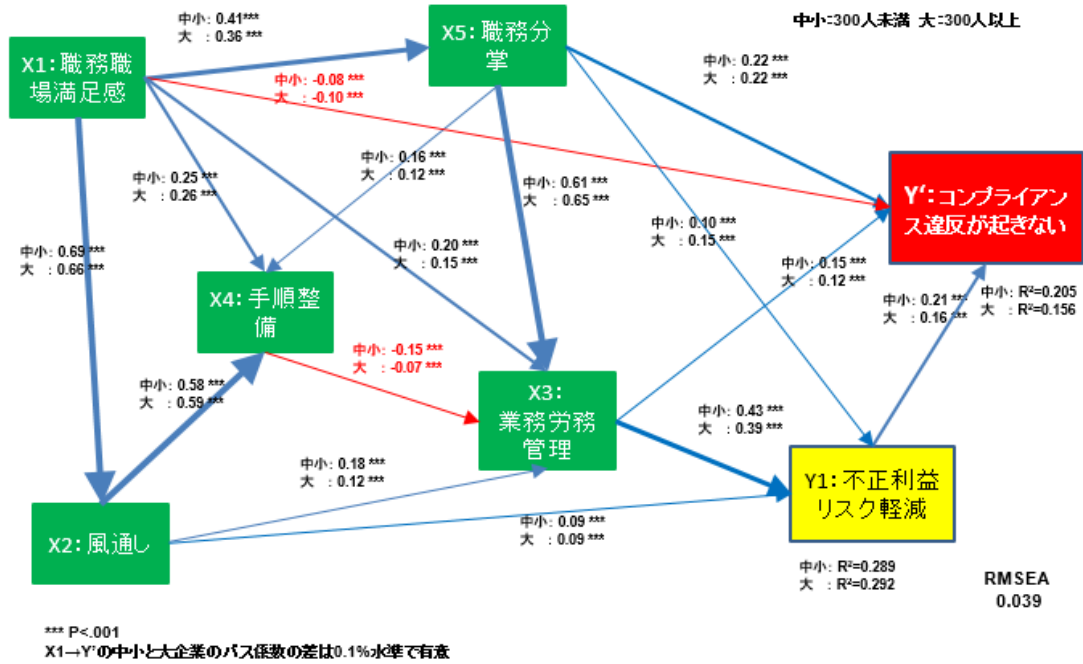 中小: 0.41***
大 : 0.36 ***
X5: 職務分
掌
中小=300人未満 大=300人以上
X1: 職務職
場満足感
中小: -0.08 ***
大 : -0.10 ***
中小: 0.22 ***
大 : 0.22 ***
中小: 0.16 ***
大 : 0.12 ***
中小: 0.25 ***
大 : 0.26 ***
中小: 0.61 ***
大 : 0.65 ***
Y‘: コンプライアン
ス違反が起きない
中小: 0.10 ***
大 : 0.15 ***
中小: 0.20 ***
大 : 0.15 ***
中小: 0.69 ***
大 : 0.66 ***
中小: 0.15 ***
大 : 0.12 ***
X4: 手順整
備
中小: 0.21 ***
大 : 0.16 ***
中小: R²=0.205
大 : R²=0.156
中小: -0.15 ***
大 : -0.07 ***
中小: 0.58 ***
大 : 0.59 ***
X3:
業務労務
管理
中小: 0.43 ***
大 : 0.39 ***
中小: 0.18 ***
大 : 0.12 ***
Y1: 不正利益
リスク軽減
X2: 風通し
中小: 0.09 ***
大 : 0.09 ***
中小: R²=0.289
大 : R²=0.292
RMSEA
0.039
*** P<.001
X1→Y'の中小と大企業のパス係数の差は0.1%水準で有意